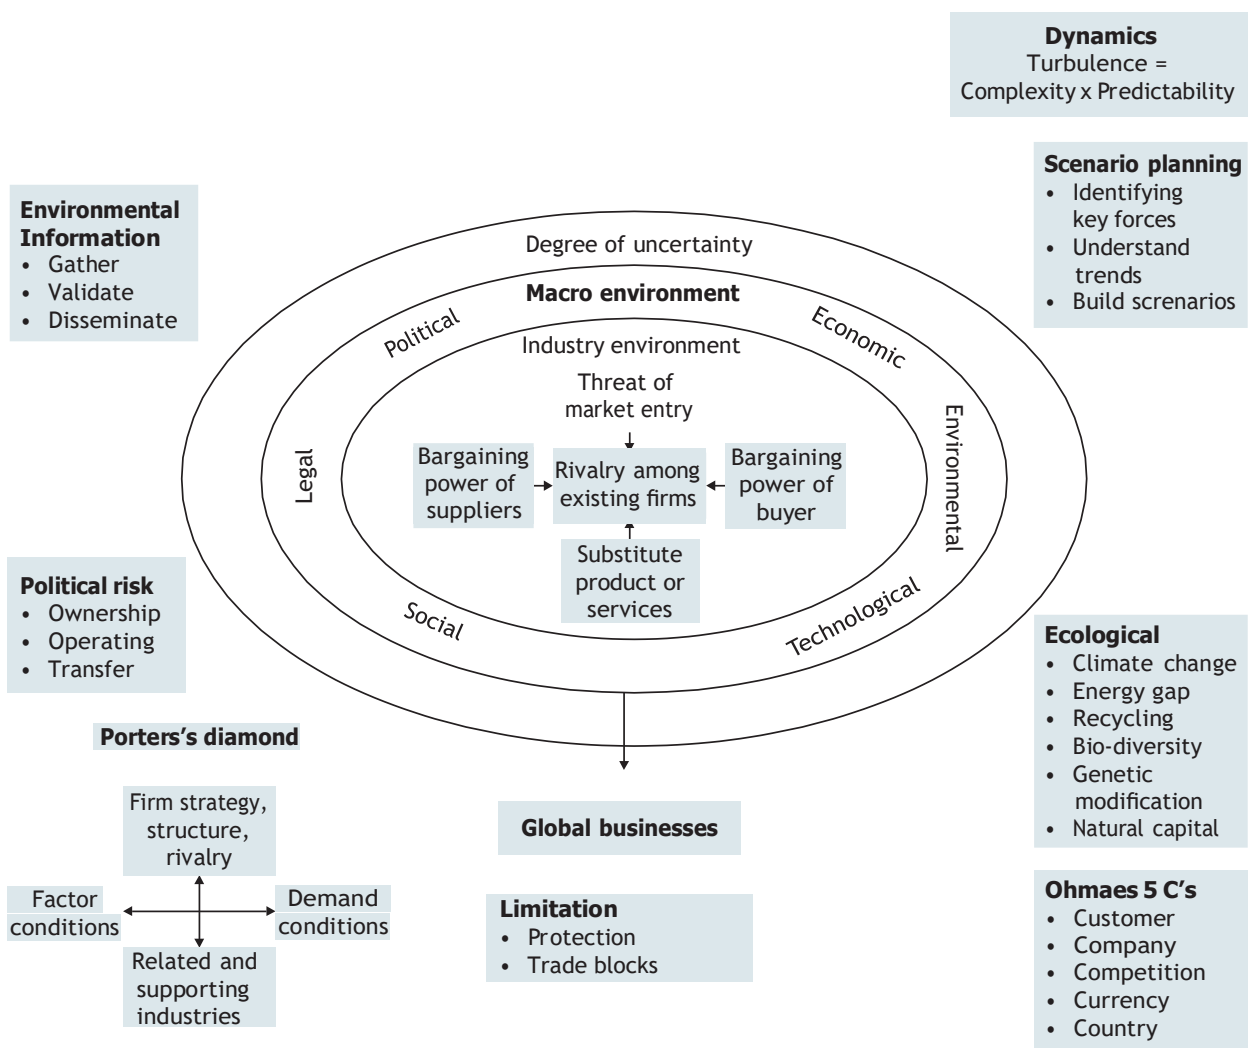 Dynamics
Turbulence =
Complexity x Predictability
Scenario planning
• Identifying
key forces
• Understand
trends
• Build screnarios
Environmental
Information
• Gather
• Validate
• Disseminate
Degree of uncertainty
Macro environment
Political
Economic
Legal
Environmental
Social
Technological
Industry environment
Threat of
market entry
Bargaining
power of
suppliers
Rivalry among
existing firms
Bargaining
power of
buyer
Substitute
product or
services
Political risk
• Ownership
• Operating
• Transfer
Ecological
• Climate change
• Energy gap
• Recycling
• Bio-diversity
• Genetic
modification
• Natural capital
Porters's diamond
Firm strategy,
structure,
rivalry
Factor
conditions
Demand
conditions
Related and
supporting
industries
Global businesses
Limitation
• Protection
• Trade blocks
Ohmaes 5 C's
• Customer
• Company
• Competition
• Currency
• Country